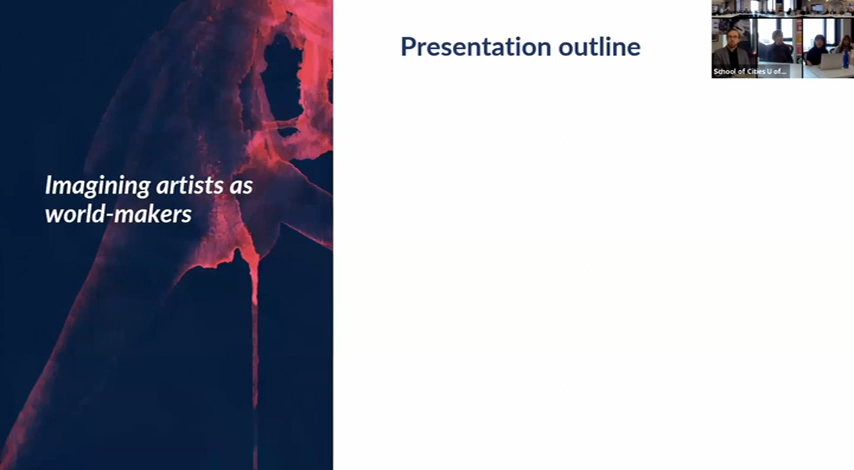 Presentation outline
School of Cities U of...
Imagining artists as
world-makers